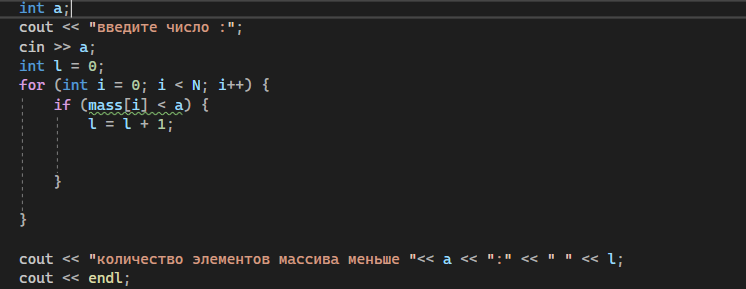 int a;
cout << "введите число :";
cin >> a;
int l = 0;
for (int i = 0; i < N; i++) {
if (mass[i] < a) {
l = l + 1;
}
}
cout << "количество элементов массива меньше "<< a << ":" << " " << l;
cout << endl;